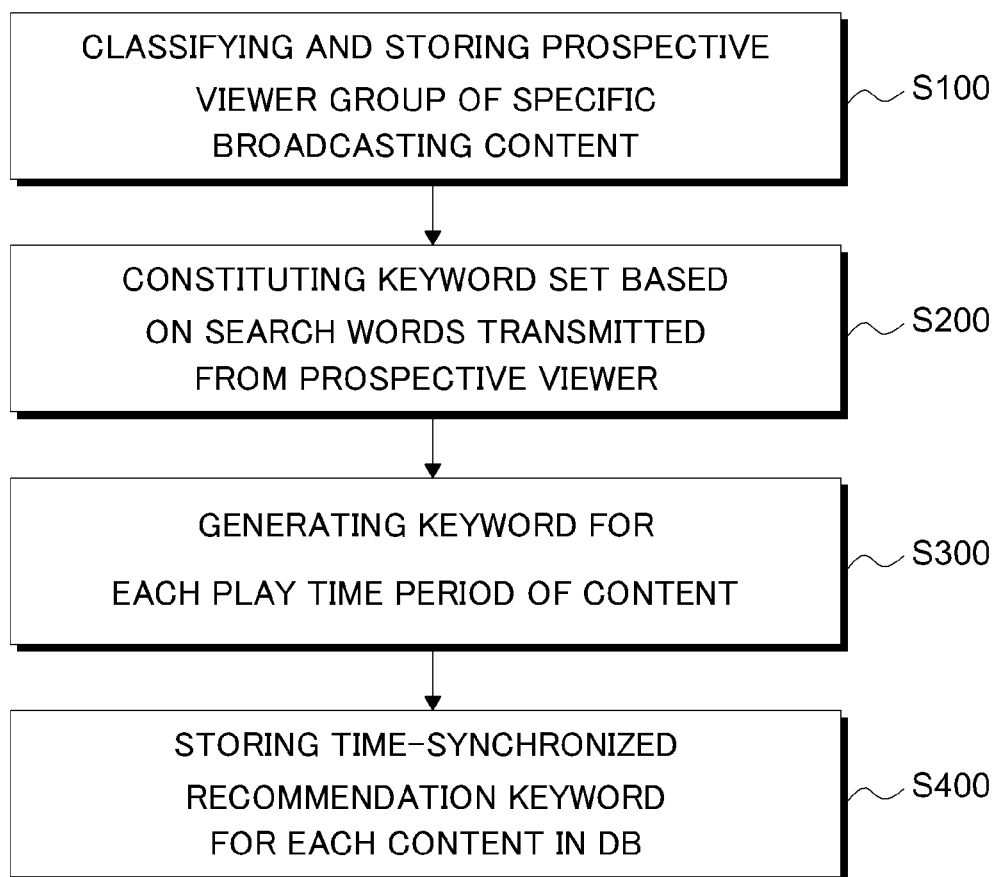 CLASSIFYING AND STORING PROSPECTIVE
VIEWER GROUP OF SPECIFIC
BROADCASTING CONTENT
S100
CONSTITUTING KEYWORD SET BASED
ON SEARCH WORDS TRANSMITTED
FROM PROSPECTIVE VIEWER
S200
GENERATING KEYWORD FOR
EACH PLAY TIME PERIOD OF CONTENT
S300
STORING TIME-SYNCHRONIZED
RECOMMENDATION KEYWORD
FOR EACH CONTENT IN DB
S400